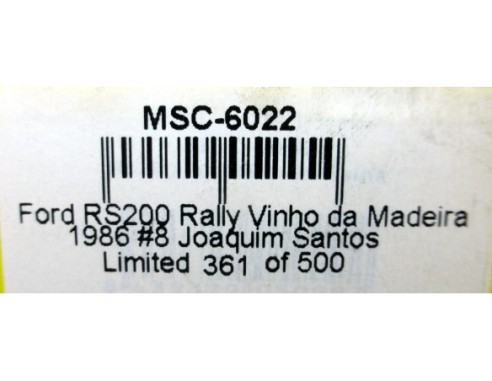 MSC-6022
Ford RS200 Rally Vinho da Madeira
1986 #8 Joaquim Santos
Limited 361 of 500